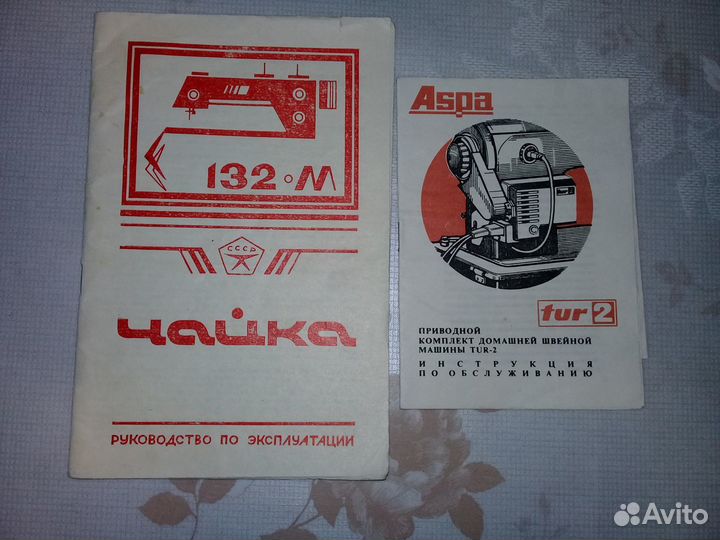 132-М
СССР
Чайка
РУКОВОДСТВО ПО ЭКСПЛУАТАЦИИ
Aspa
tur 2
ПРИВОДНОЙ
КОМПЛЕКТ ДОМАШНЕЙ ШВЕЙНОЙ
МАШИНЫ TUR-2
ИНСТРУКЦИЯ
ПО ОБСЛУЖИВАНИЮ
Avito